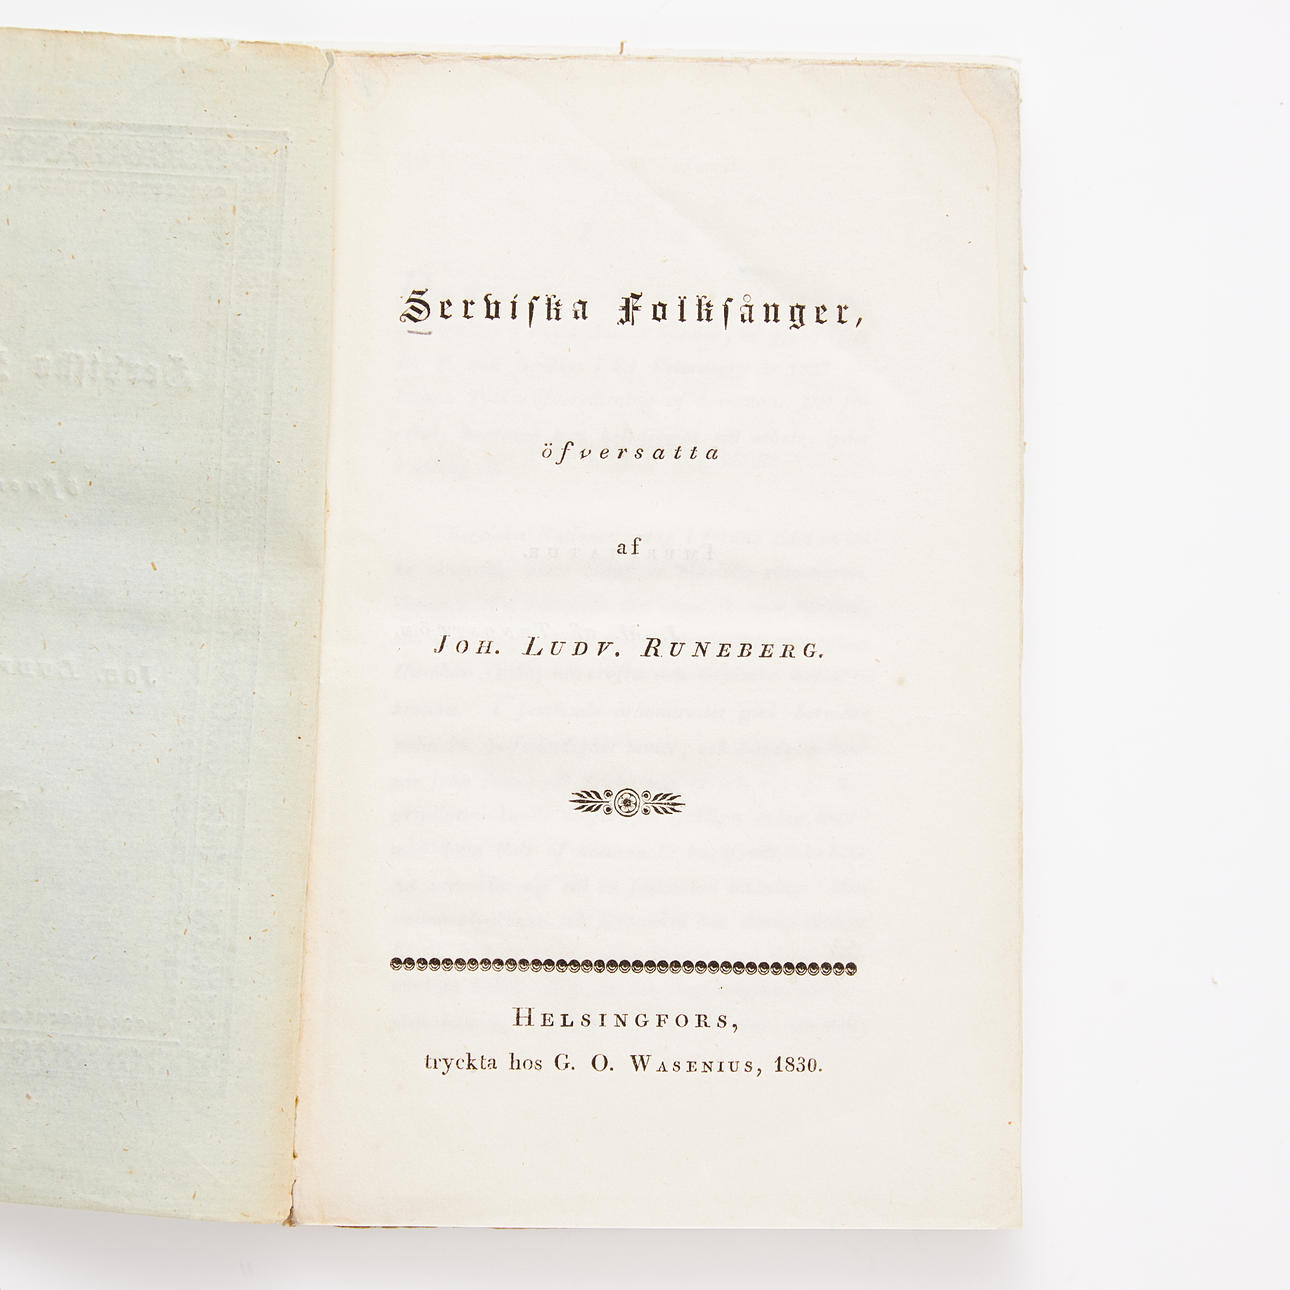 Serviska Folksånger,
öfversatta
af
Joh. Ludv. Runeberg.
Helsingfors,
tryckta hos G. O. Wasenius, 1830.